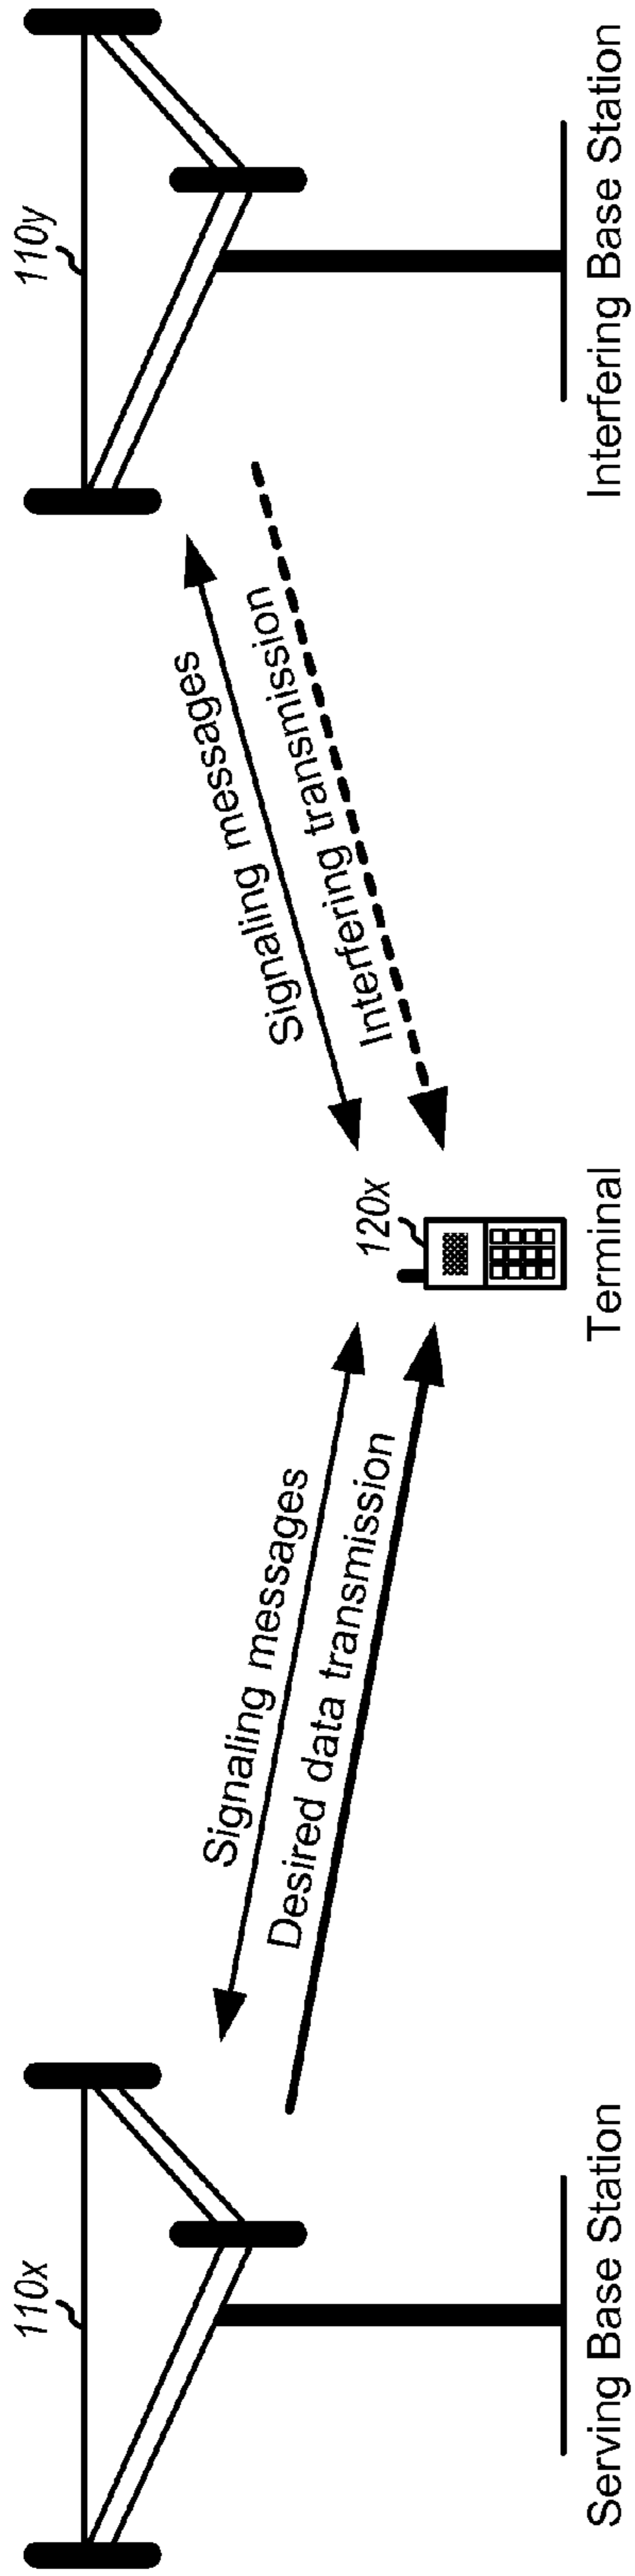 110x
Signaling messages
Desired data transmission
Serving Base Station
120x
Terminal
110y
Signaling messages
Interfering transmission
Interfering Base Station